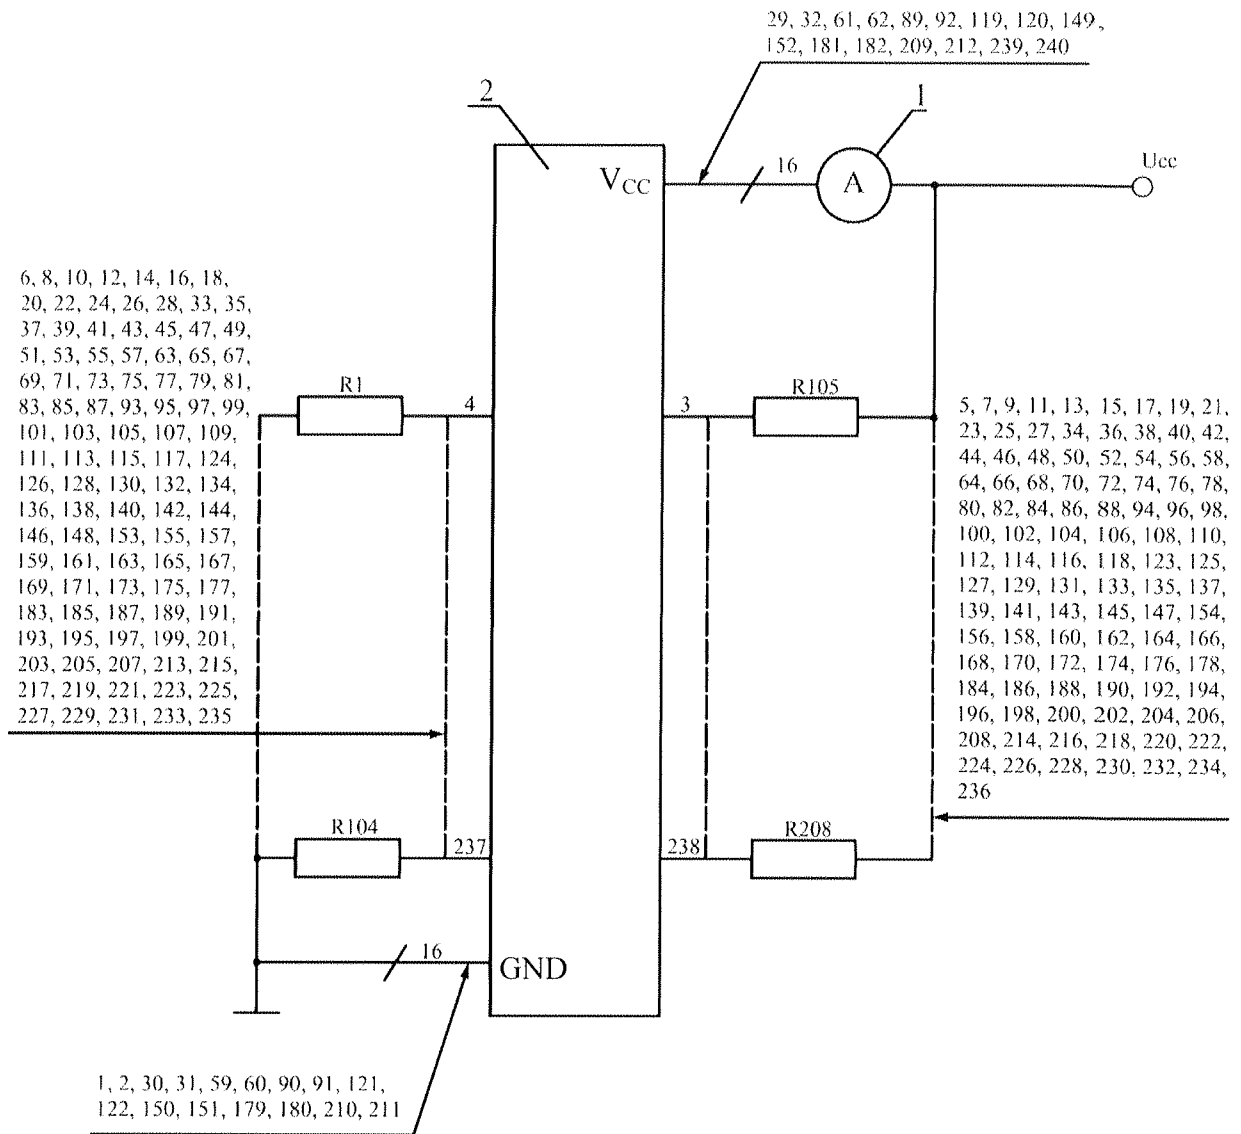 29, 32, 61, 62, 89, 92, 119, 120, 149,
152, 181, 182, 209, 212, 239, 240
2
1
V_CC
16
A
Ucc
6, 8, 10, 12, 14, 16, 18,
20, 22, 24, 26, 28, 33, 35,
37, 39, 41, 43, 45, 47, 49,
51, 53, 55, 57, 63, 65, 67,
69, 71, 73, 75, 77, 79, 81,
83, 85, 87, 93, 95, 97, 99,
101, 103, 105, 107, 109,
111, 113, 115, 117, 124,
126, 128, 130, 132, 134,
136, 138, 140, 142, 144,
146, 148, 153, 155, 157,
159, 161, 163, 165, 167,
169, 171, 173, 175, 177,
183, 185, 187, 189, 191,
193, 195, 197, 199, 201,
203, 205, 207, 213, 215,
217, 219, 221, 223, 225,
227, 229, 231, 233, 235
R1
4
3
R105
5, 7, 9, 11, 13, 15, 17, 19, 21,
23, 25, 27, 34, 36, 38, 40, 42,
44, 46, 48, 50, 52, 54, 56, 58,
64, 66, 68, 70, 72, 74, 76, 78,
80, 82, 84, 86, 88, 94, 96, 98,
100, 102, 104, 106, 108, 110,
112, 114, 116, 118, 123, 125,
127, 129, 131, 133, 135, 137,
139, 141, 143, 145, 147, 154,
156, 158, 160, 162, 164, 166,
168, 170, 172, 174, 176, 178,
184, 186, 188, 190, 192, 194,
196, 198, 200, 202, 204, 206,
208, 214, 216, 218, 220, 222,
224, 226, 228, 230, 232, 234,
236
R104
237
238
R208
16
GND
1, 2, 30, 31, 59, 60, 90, 91, 121,
122, 150, 151, 179, 180, 210, 211